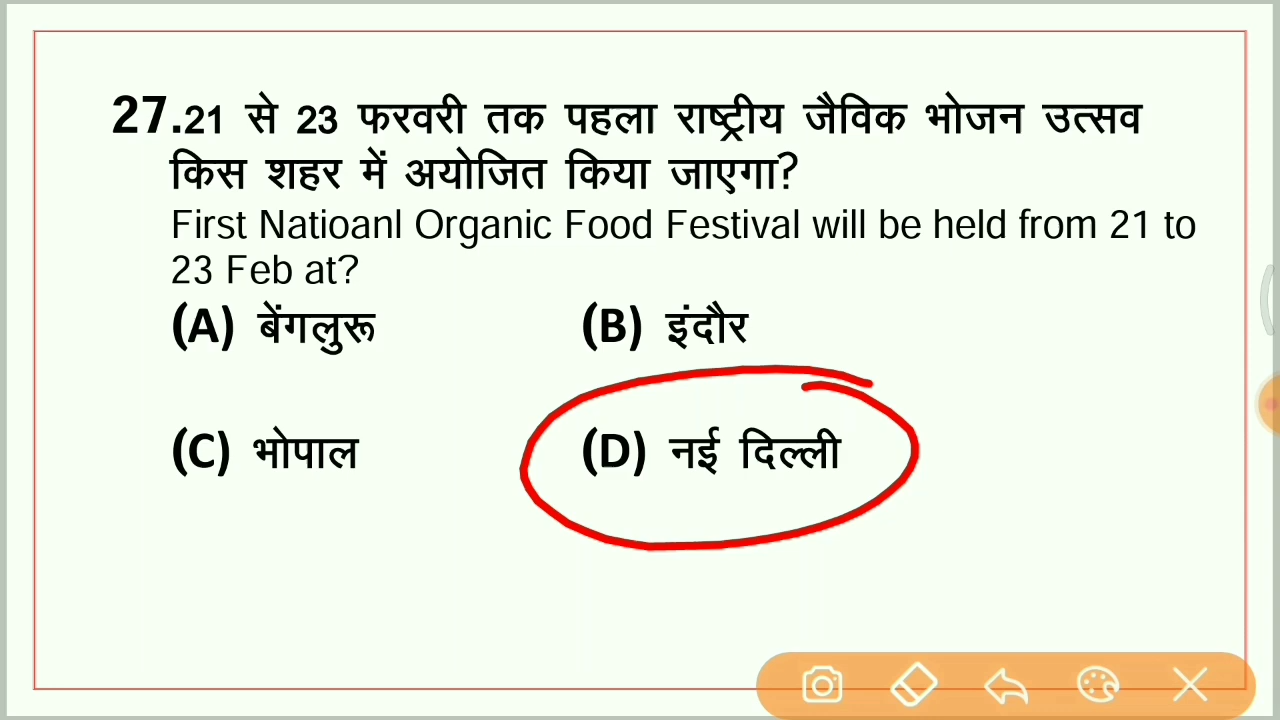 27.21 से 23 फरवरी तक पहला राष्ट्रीय जैविक भोजन उत्सव
किस शहर में अयोजित किया जाएगा?
First Natioanl Organic Food Festival will be held from 21 to
23 Feb at?
(A) बेंगलुरू (B) इंदौर
(C) भोपाल (D) नई दिल्ली